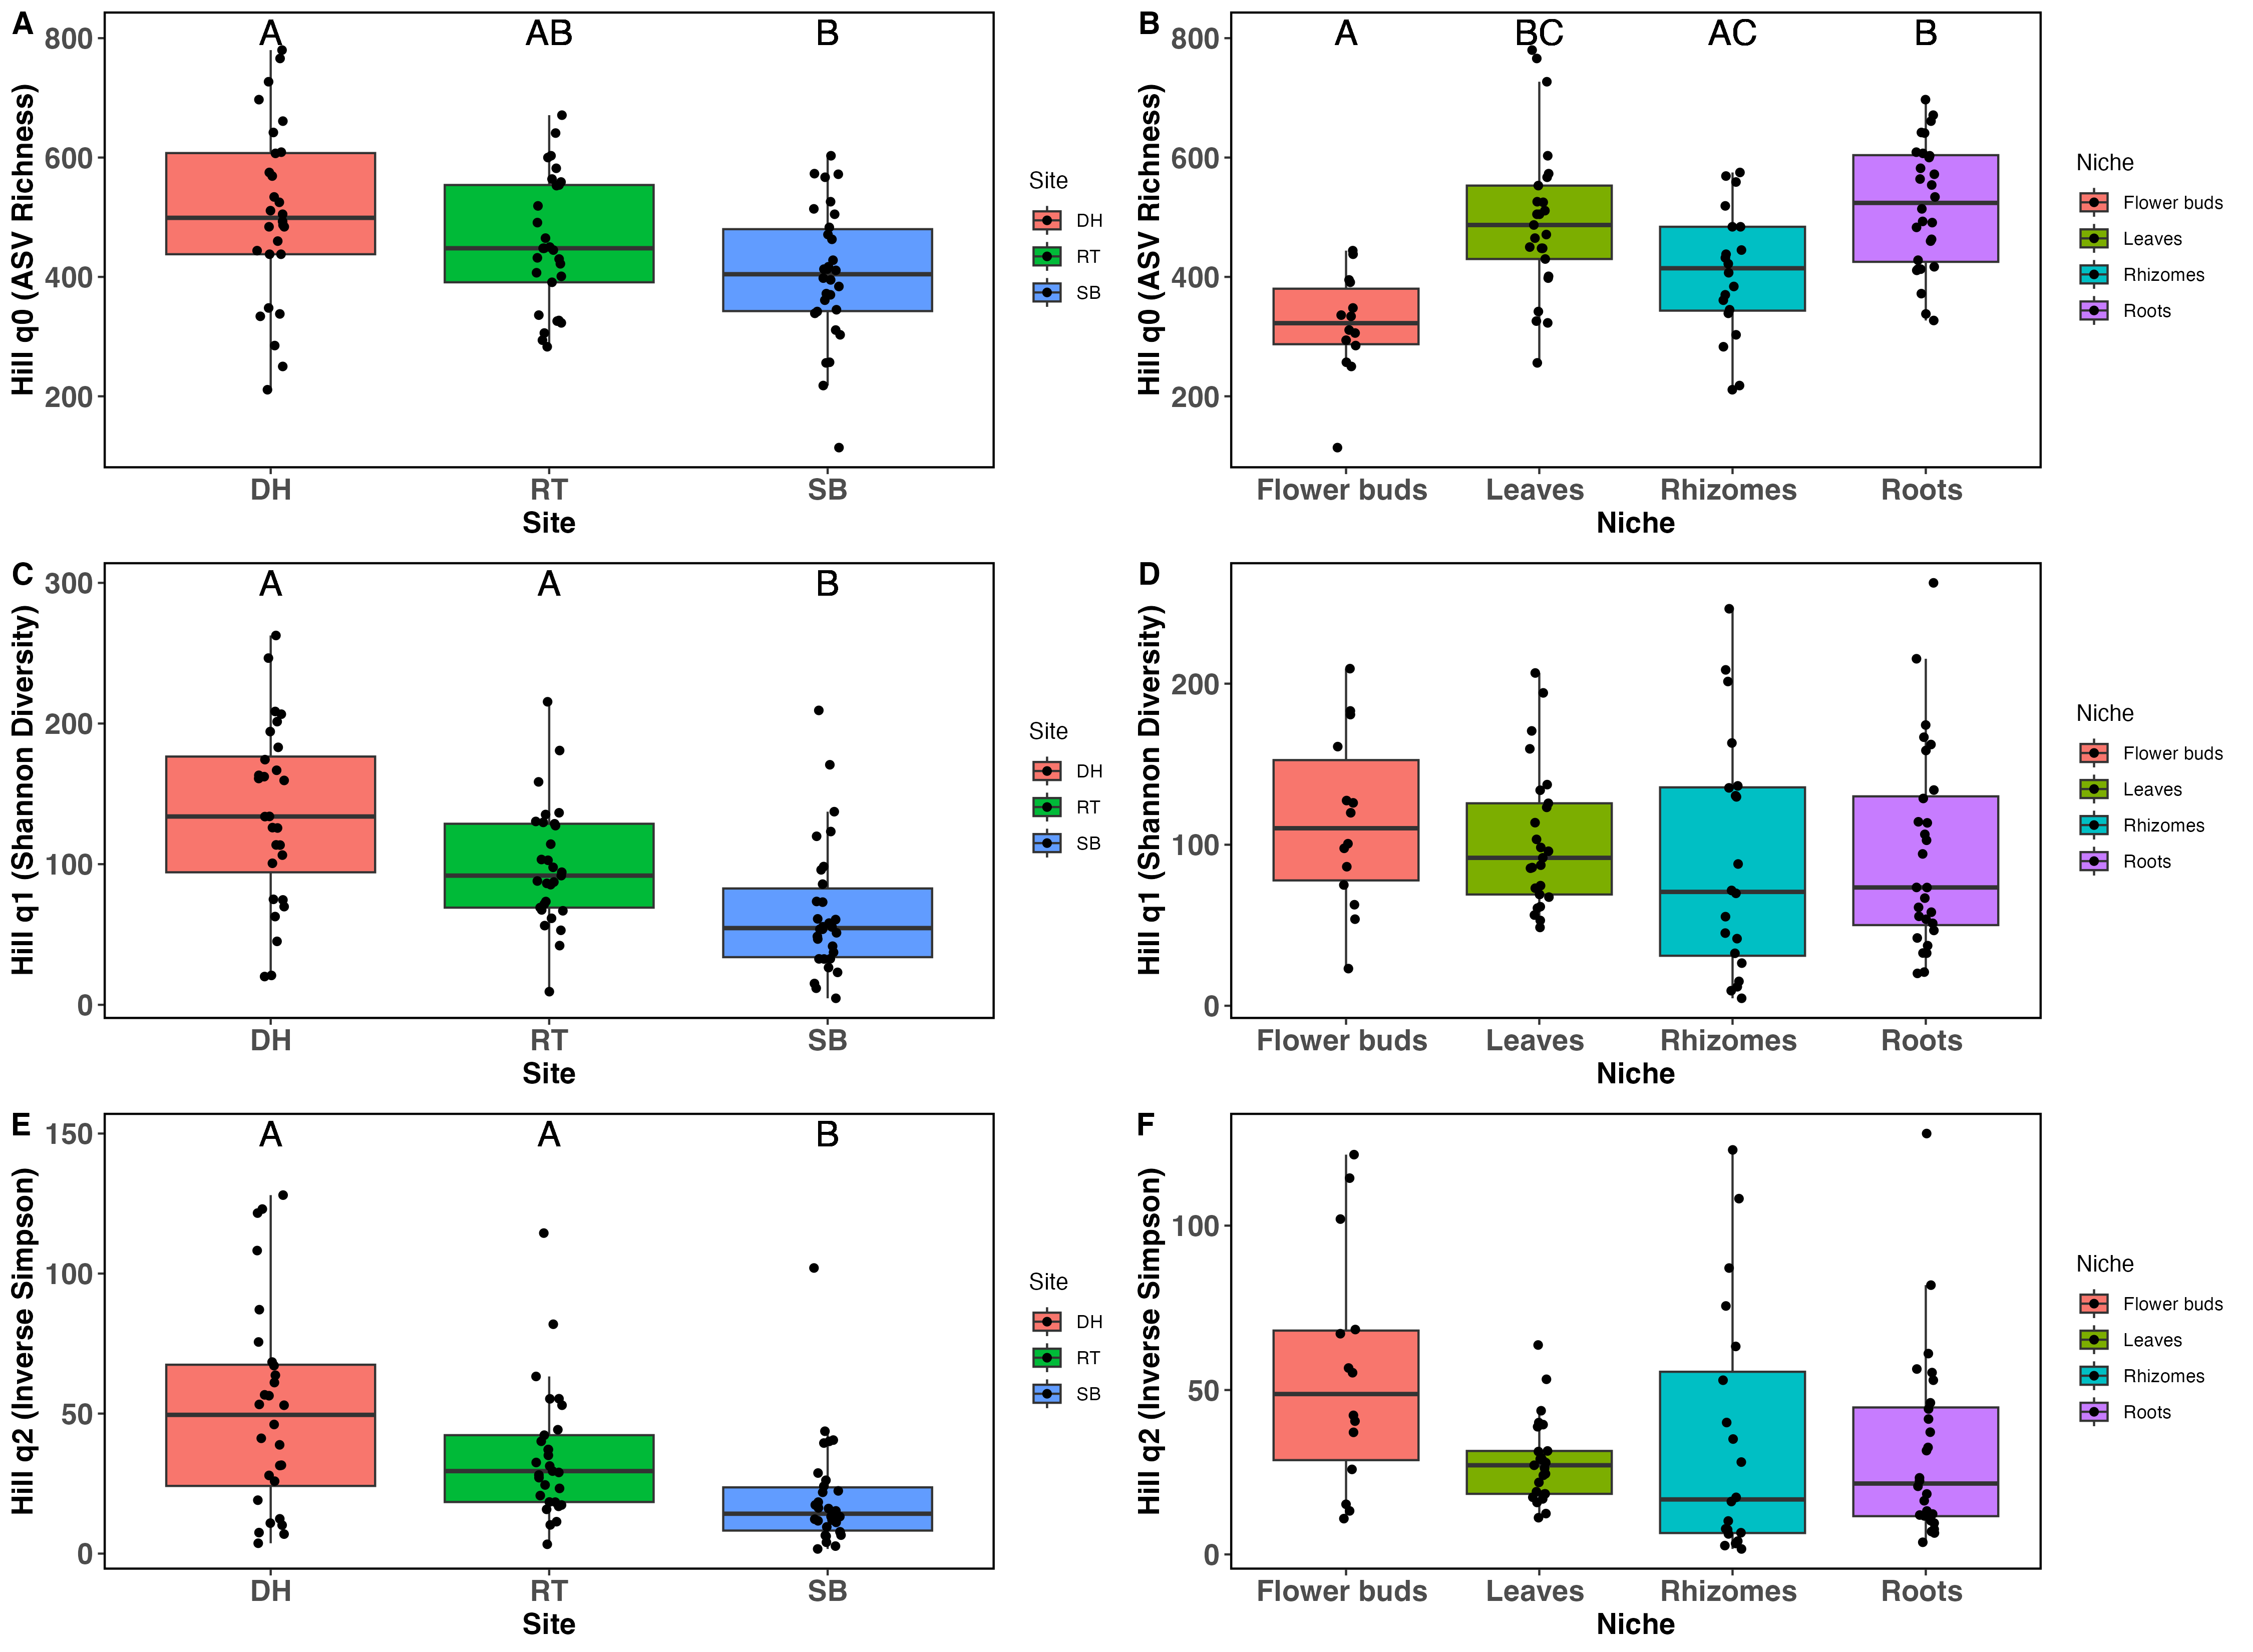 A
Hill q0 (ASV Richness)
800
600
400
200
A
AB
B
DH
RT
SB
Site
Site
DH
RT
SB
B
Hill q0 (ASV Richness)
800
600
400
200
A
BC
AC
B
Flower buds
Leaves
Rhizomes
Roots
Niche
Niche
Flower buds
Leaves
Rhizomes
Roots
C
Hill q1 (Shannon Diversity)
300
200
100
0
A
A
B
DH
RT
SB
Site
Site
DH
RT
SB
D
Hill q1 (Shannon Diversity)
200
100
0
Flower buds
Leaves
Rhizomes
Roots
Niche
Niche
Flower buds
Leaves
Rhizomes
Roots
E
Hill q2 (Inverse Simpson)
150
100
50
0
A
A
B
DH
RT
SB
Site
Site
DH
RT
SB
F
Hill q2 (Inverse Simpson)
100
50
0
Flower buds
Leaves
Rhizomes
Roots
Niche
Niche
Flower buds
Leaves
Rhizomes
Roots